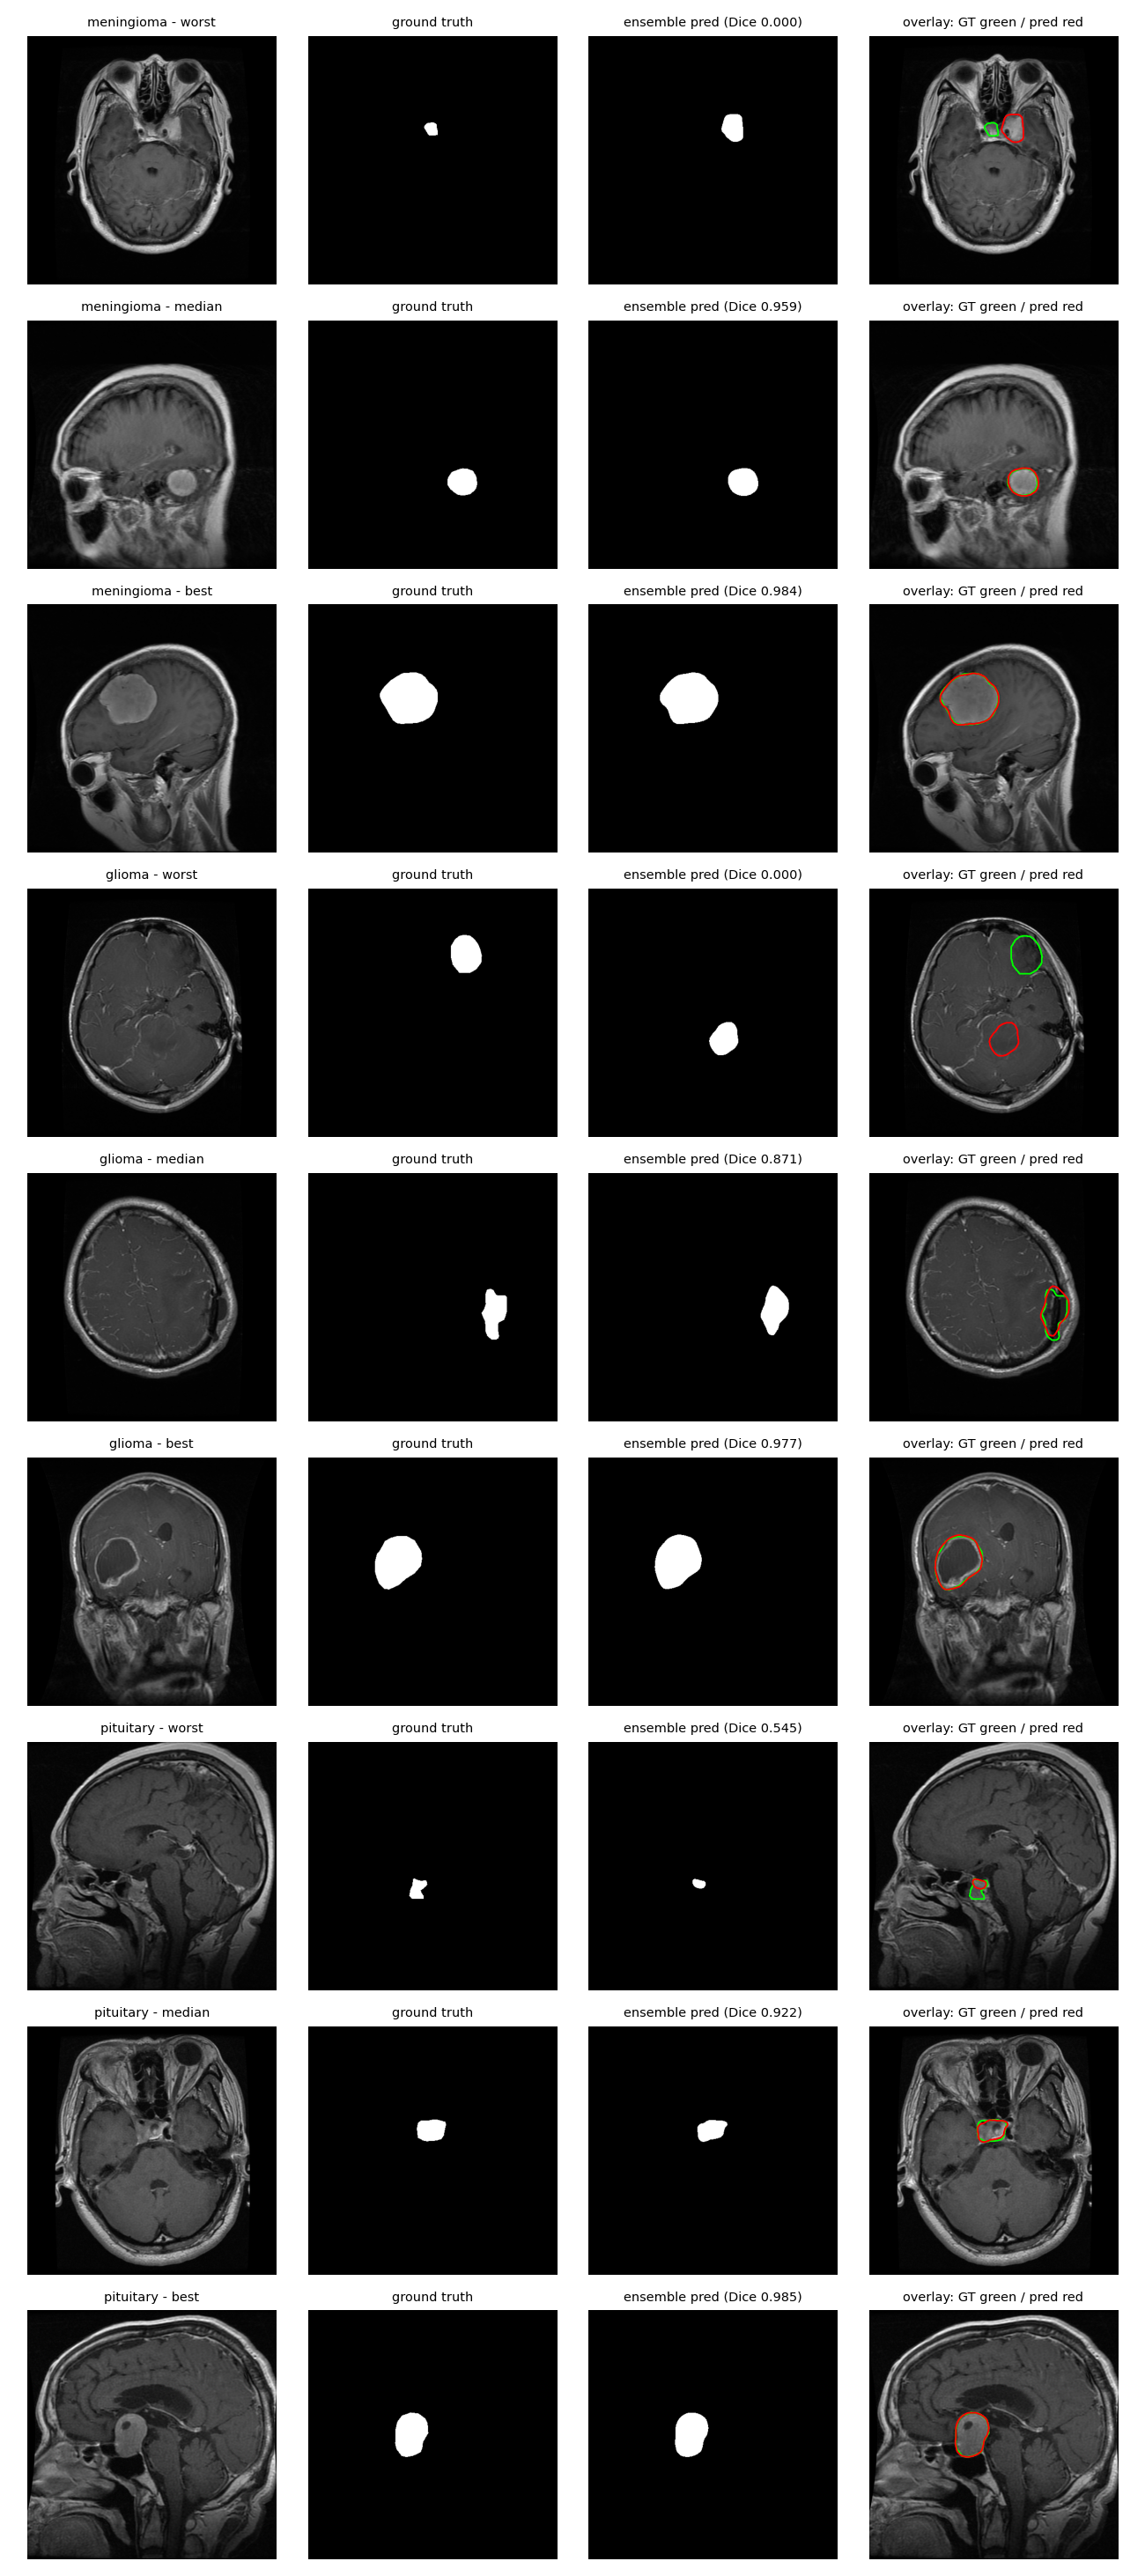 meningioma - worst
ground truth
ensemble pred (Dice 0.000)
overlay: GT green / pred red
meningioma - median
ground truth
ensemble pred (Dice 0.959)
overlay: GT green / pred red
meningioma - best
ground truth
ensemble pred (Dice 0.984)
overlay: GT green / pred red
glioma - worst
ground truth
ensemble pred (Dice 0.000)
overlay: GT green / pred red
glioma - median
ground truth
ensemble pred (Dice 0.871)
overlay: GT green / pred red
glioma - best
ground truth
ensemble pred (Dice 0.977)
overlay: GT green / pred red
pituitary - worst
ground truth
ensemble pred (Dice 0.545)
overlay: GT green / pred red
pituitary - median
ground truth
ensemble pred (Dice 0.922)
overlay: GT green / pred red
pituitary - best
ground truth
ensemble pred (Dice 0.985)
overlay: GT green / pred red